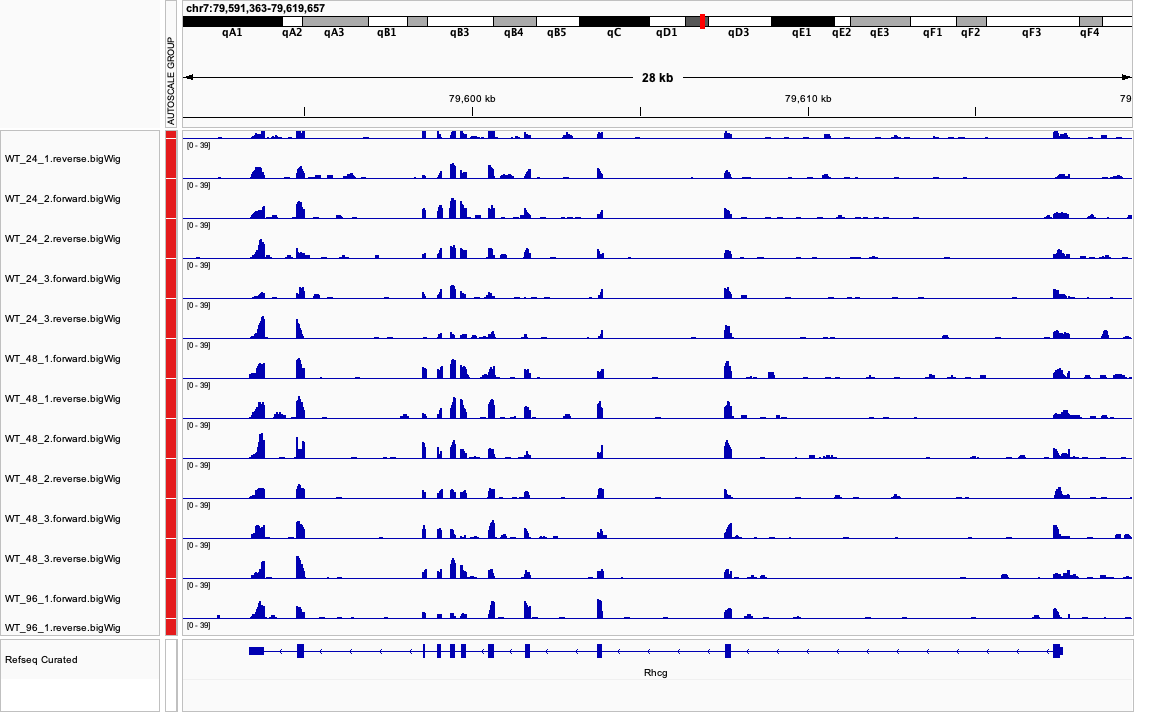 chr7:79,591,363-79,619,657
qA1 qA2 qA3 qB1 qB3 qB4 qB5 qC qD1 qD3 qE1 qE2 qE3 qF1 qF2 qF3 qF4
AUTOSCALE GROUP
28 kb
79,600 kb 79,610 kb 79
[0 - 39]
WT_24_1.reverse.bigWig
[0 - 39]
WT_24_2.forward.bigWig
[0 - 39]
WT_24_2.reverse.bigWig
[0 - 39]
WT_24_3.forward.bigWig
[0 - 39]
WT_24_3.reverse.bigWig
[0 - 39]
WT_48_1.forward.bigWig
[0 - 39]
WT_48_1.reverse.bigWig
[0 - 39]
WT_48_2.forward.bigWig
[0 - 39]
WT_48_2.reverse.bigWig
[0 - 39]
WT_48_3.forward.bigWig
[0 - 39]
WT_48_3.reverse.bigWig
[0 - 39]
WT_96_1.forward.bigWig
[0 - 39]
WT_96_1.reverse.bigWig
Refseq Curated
Rhcg